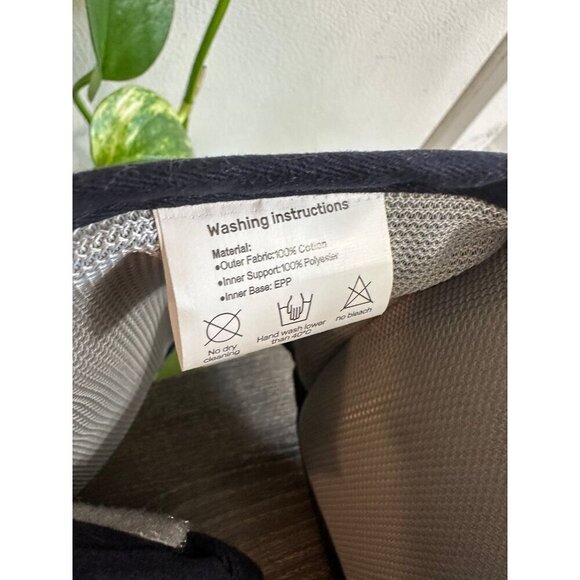 Washing instructions
Material:
●Outer Fabric:100% Cotton
●Inner Support:100% Polyester
●Inner Base: EPP
No dry
cleaning
Hand wash lower
than 40°C
no bleach